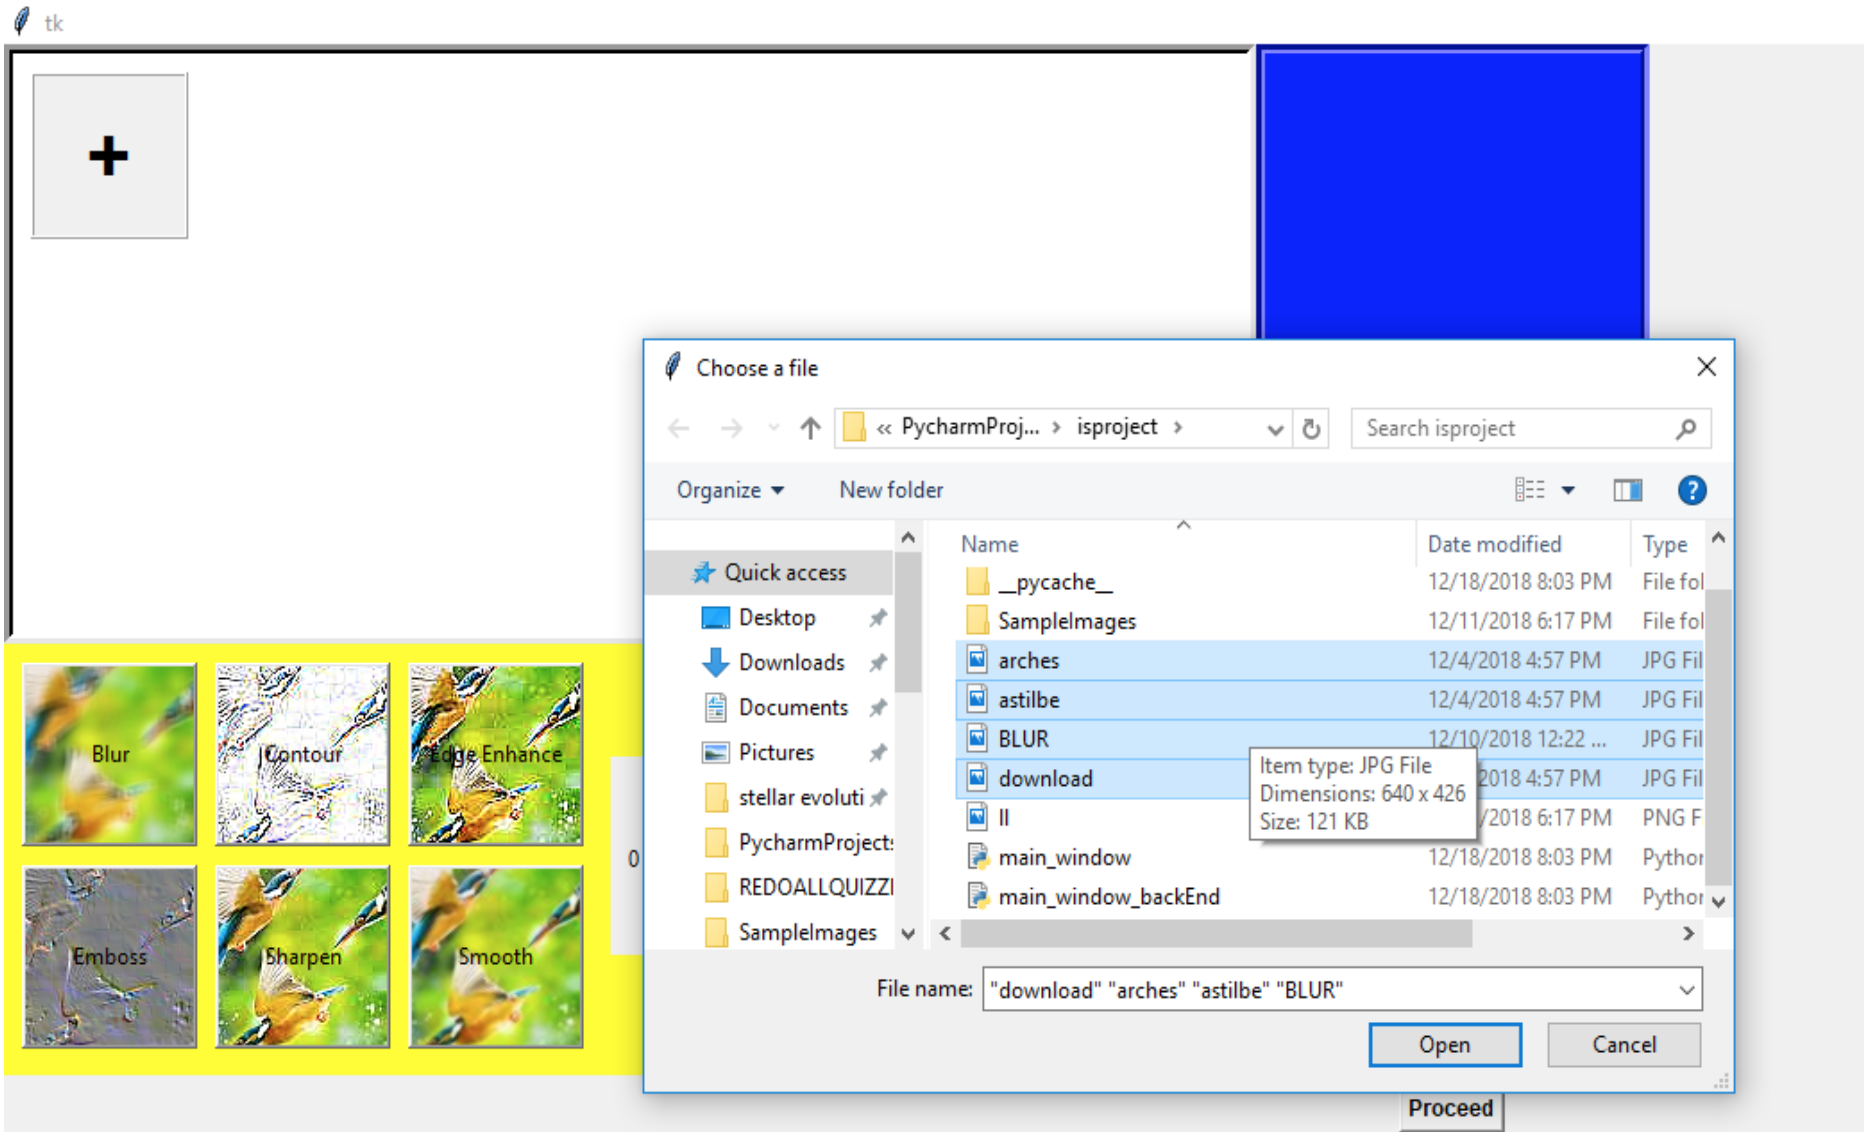 tk
+
Choose a file
« PycharmProj... › isproject ›
Search isproject
Organize
New folder
Name Date modified Type
Quick access
Desktop
Downloads
Documents
Pictures
stellar evoluti
PycharmProject
REDOALLQUIZZI
SampleImages
__pycache__ 12/18/2018 8:03 PM File fol
SampleImages 12/11/2018 6:17 PM File fol
arches 12/4/2018 4:57 PM JPG Fil
astilbe 12/4/2018 4:57 PM JPG Fil
BLUR 12/10/2018 12:22 ... JPG Fil
download 4:57 PM JPG Fil
ll /2018 6:17 PM PNG F
main_window 12/18/2018 8:03 PM Python
main_window_backEnd 12/18/2018 8:03 PM Python
Item type: JPG File
Dimensions: 640 x 426
Size: 121 KB
File name: "download" "arches" "astilbe" "BLUR"
Open
Cancel
Blur
Contour
Edge Enhance
0
Emboss
Sharpen
Smooth
Proceed